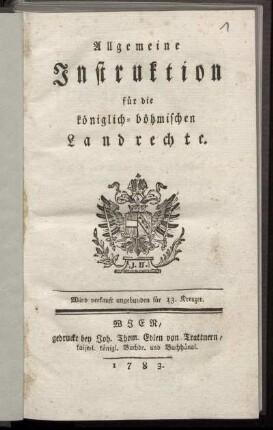 1
Allgemeine
Instruktion
für die
königlich-böhmischen
Landrechte.
J. II.
Wird verkauft ungebunden für 13. Kreuzer.
WIEN,
gedruckt bey Joh. Thom. Edlen von Trattnern,
kaiserl. königl. Buchdr. und Buchhändl.
1783.